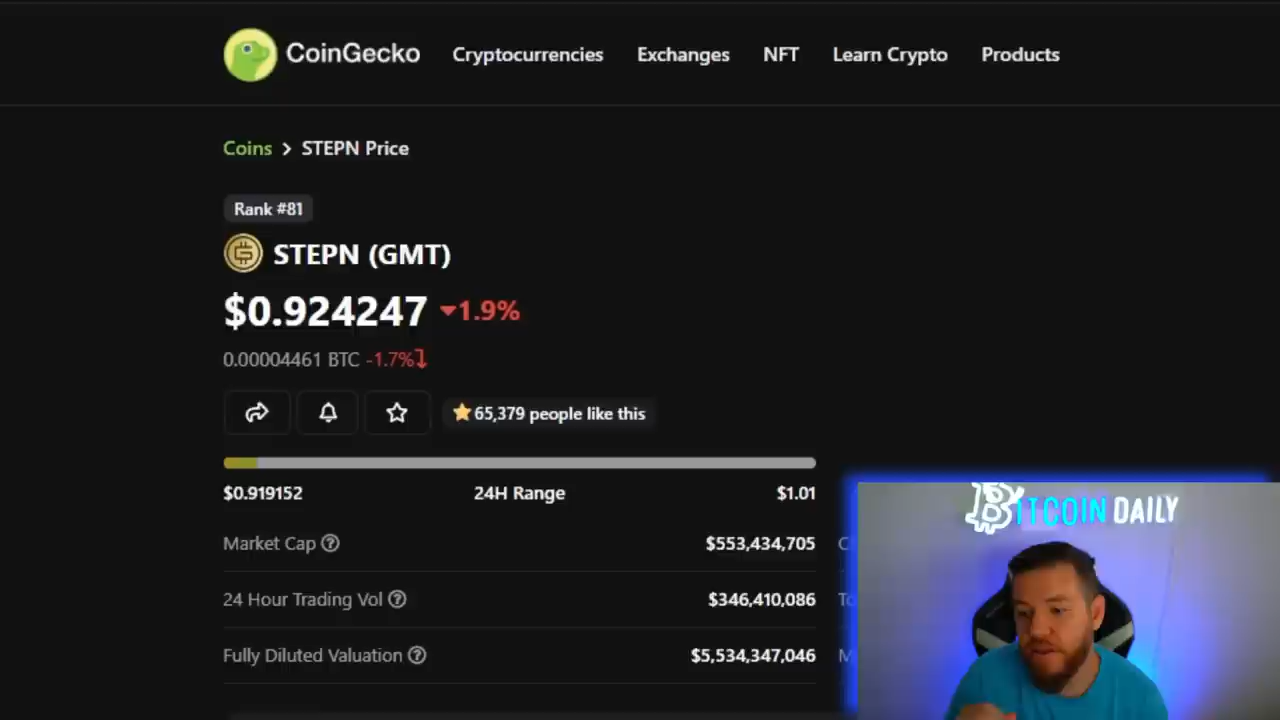 CoinGecko Cryptocurrencies Exchanges NFT Learn Crypto Products
Coins > STEPN Price
Rank #81
STEPN (GMT)
$0.924247 1.9%
0.00004461 BTC -1.7%
65,379 people like this
$0.919152 24H Range $1.01
Market Cap $553,434,705
24 Hour Trading Vol $346,410,086
Fully Diluted Valuation $5,534,347,046
BITCOIN DAILY